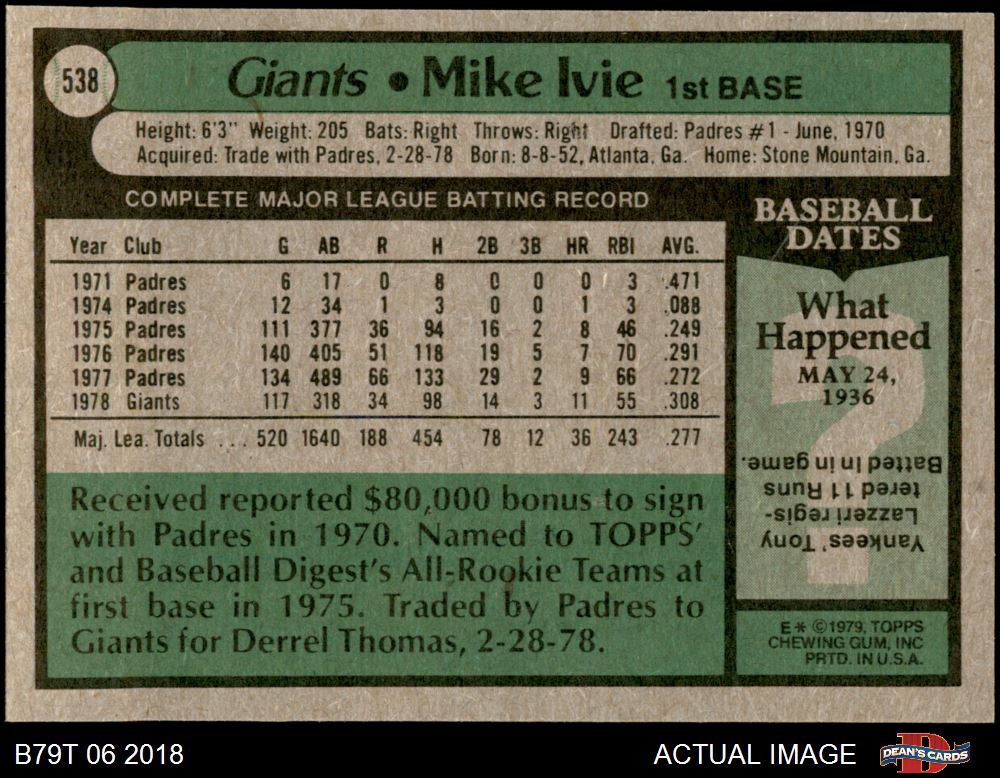 538
Giants • Mike Ivie 1st BASE
Height: 6'3" Weight: 205 Bats: Right Throws: Right Drafted: Padres #1 - June, 1970
Acquired: Trade with Padres, 2-28-78 Born: 8-8-52, Atlanta, Ga. Home: Stone Mountain, Ga.
COMPLETE MAJOR LEAGUE BATTING RECORD
Year Club G AB R H 2B 3B HR RBI AVG.
1971 Padres 6 17 0 8 0 0 0 3 .471
1974 Padres 12 34 1 3 0 0 1 3 .088
1975 Padres 111 377 36 94 16 2 8 46 .249
1976 Padres 140 405 51 118 19 5 7 70 .291
1977 Padres 134 489 66 133 29 2 9 66 .272
1978 Giants 117 318 34 98 14 3 11 55 .308
Maj. Lea. Totals ... 520 1640 188 454 78 12 36 243 .277
Received reported $80,000 bonus to sign
with Padres in 1970. Named to TOPPS'
and Baseball Digest's All-Rookie Teams at
first base in 1975. Traded by Padres to
Giants for Derrel Thomas, 2-28-78.
BASEBALL
DATES
What
Happened
MAY 24,
1936
Yankees' Tony
Lazzeri regis-
tered 11 Runs
Batted In in game.
E* ©1979, TOPPS
CHEWING GUM, INC
PRTD. IN U.S.A.
B79T 06 2018
ACTUAL IMAGE
DEAN'S CARDS